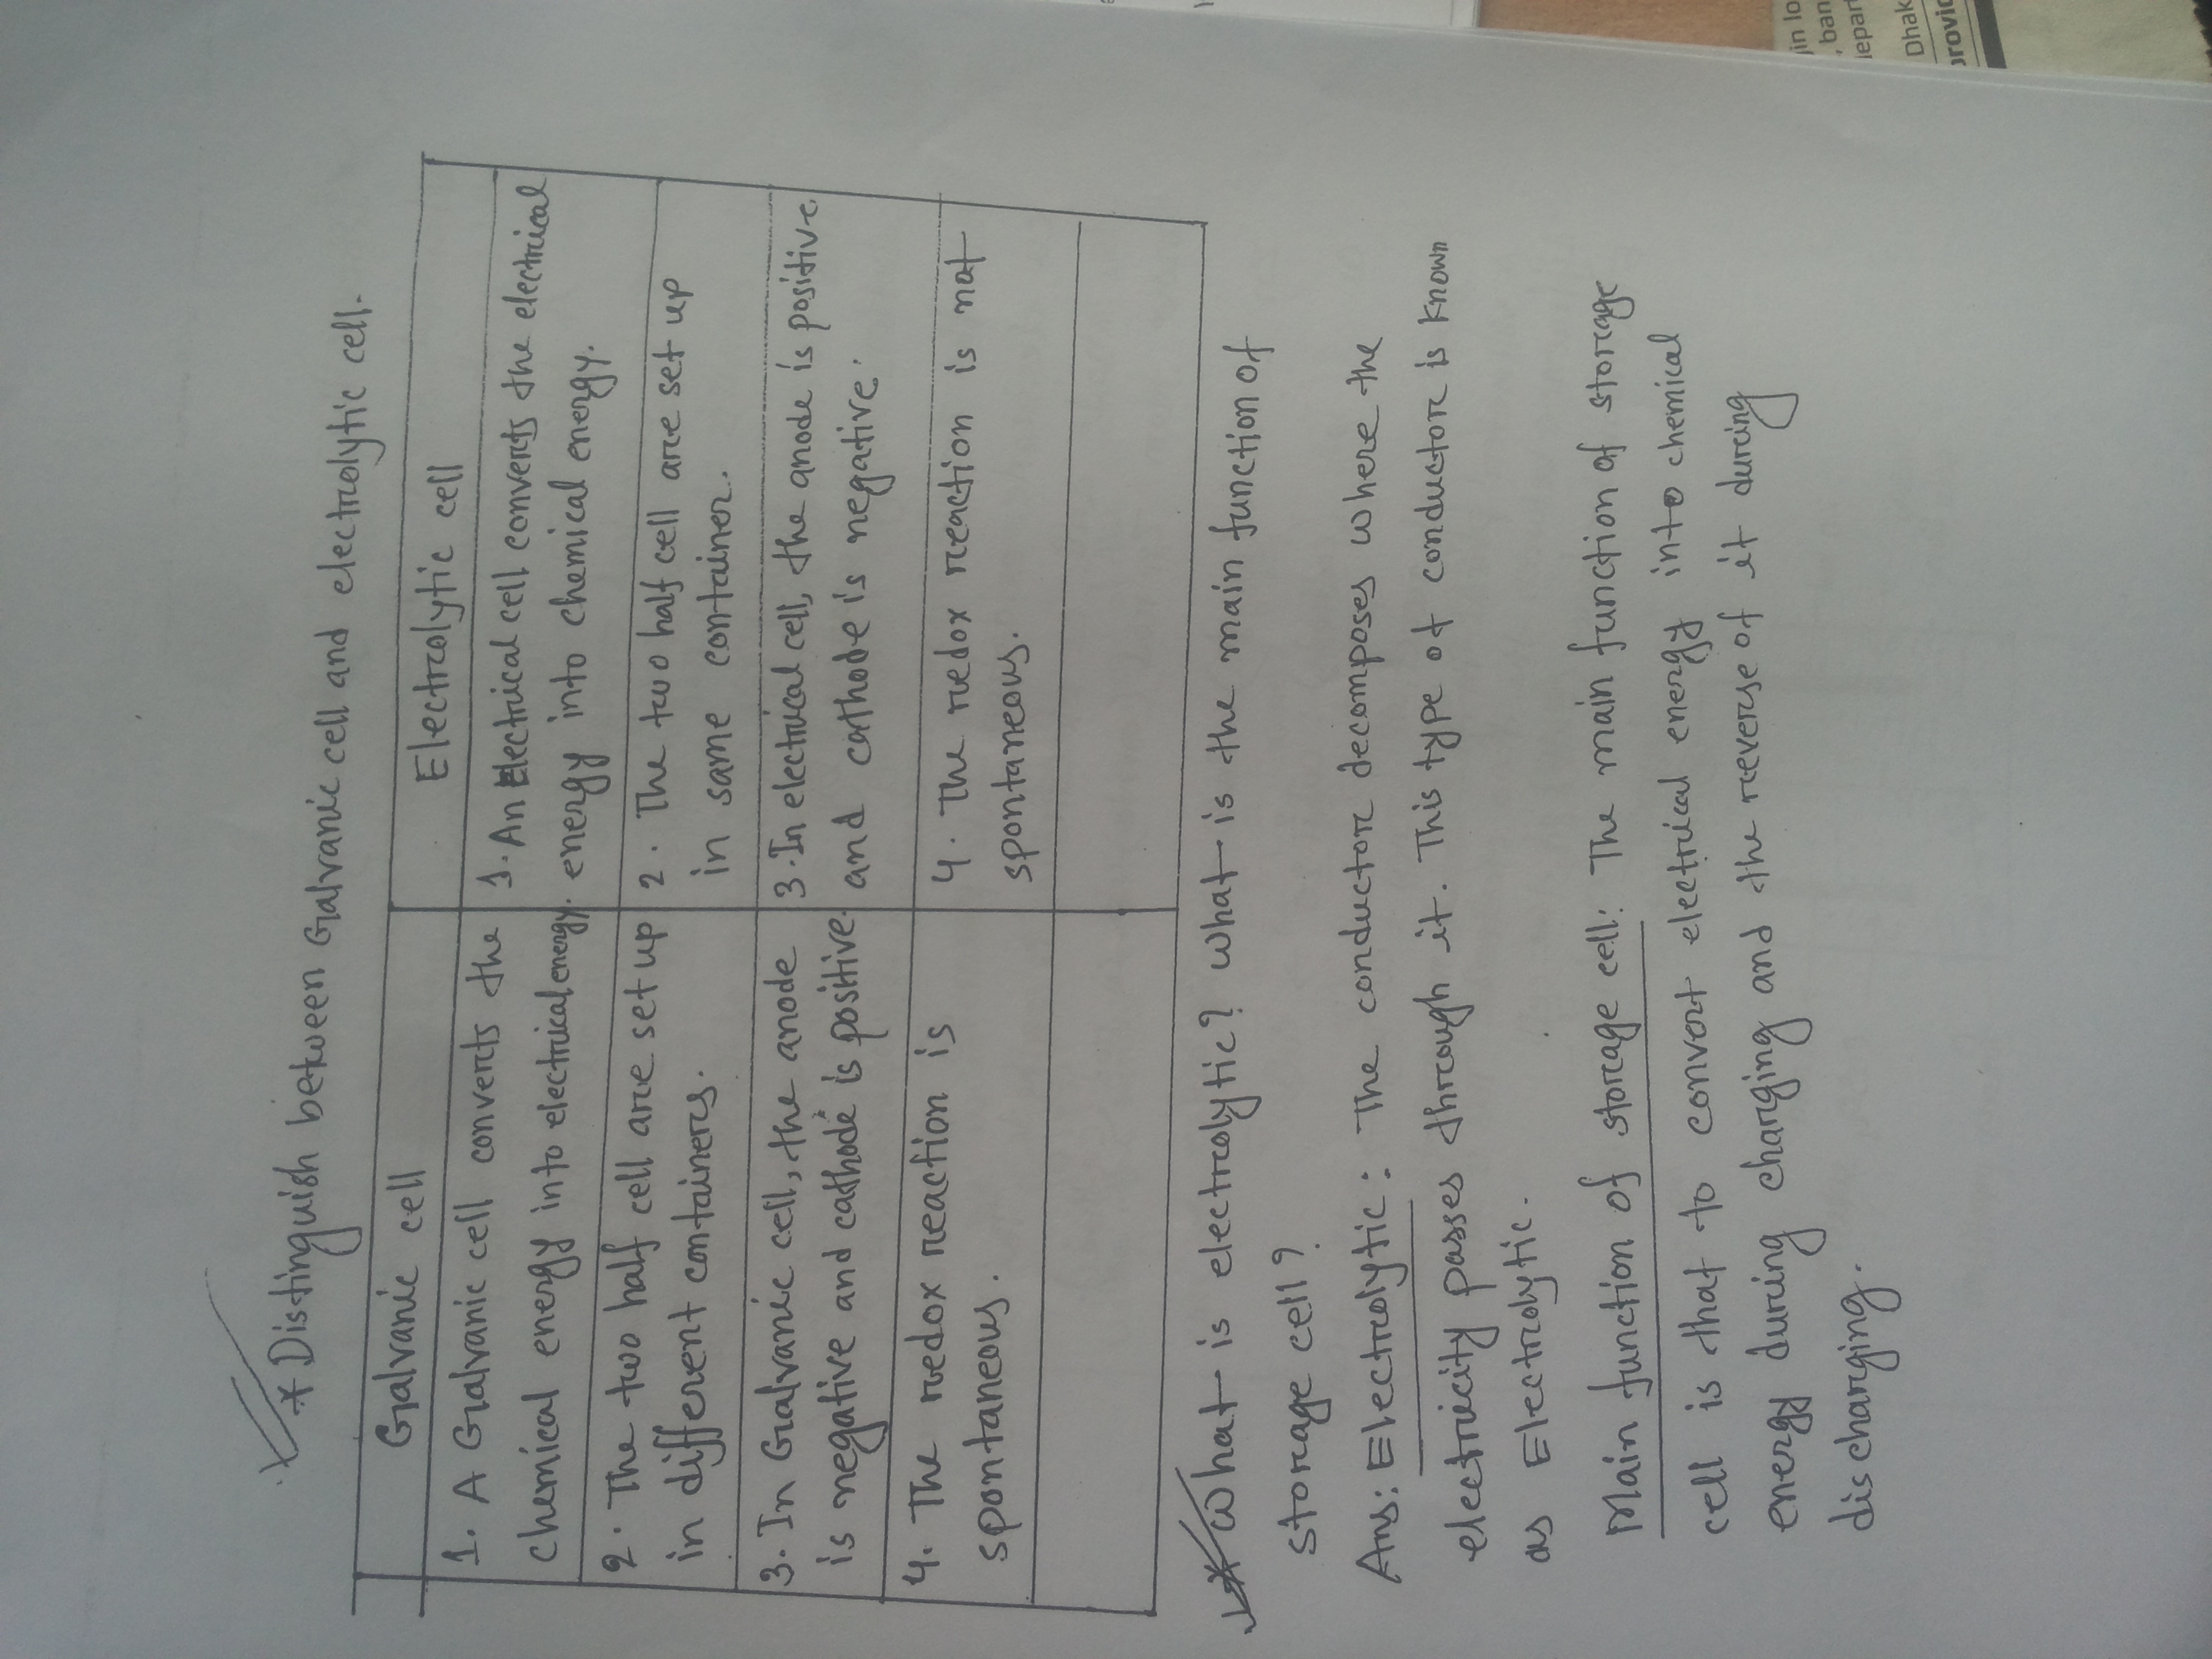 * Distinguish between Galvanic cell and electrolytic cell.
Galvanic cell
Electrolytic cell
1. A Galvanic cell converts the
chemical energy into electrical energy.
1. An Electrical cell converts the electrical
energy into chemical energy.
2. The two half cell are set up
in different containers.
2. The two half cell are set up
in same container.
3. In Galvanic cell, the anode
is negative and cathode is positive.
3. In electrical cell, the anode is positive
and cathode is negative.
4. The redox reaction is
spontaneous.
4. The redox reaction is not
spontaneous.
* What is electrolytic? What is the main function of
storage cell?
Ans: Electrolytic: The conductor decomposes where the
electricity passes through it. This type of conductor is known
as Electrolytic.
Main function of storage cell: The main function of storage
cell is that to convert electrical energy into chemical
energy during charging and the reverse of it during
discharging.
in lo
, ban
epar
Dhak
rovic